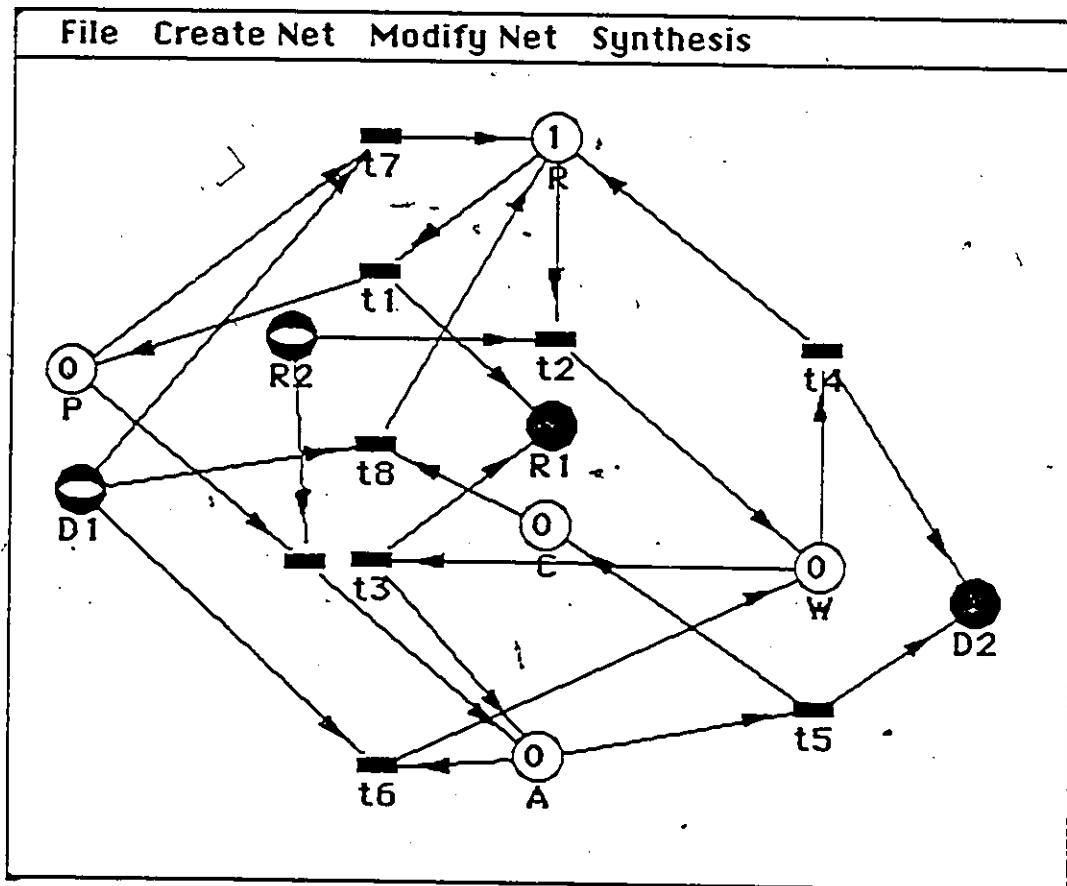 File Create Net Modify Net Synthesis
1
R
t7
t1
R2
t2
0
P
t4
R1
t8
D1
0
C
t3
0
W
D2
t5
0
A
t6